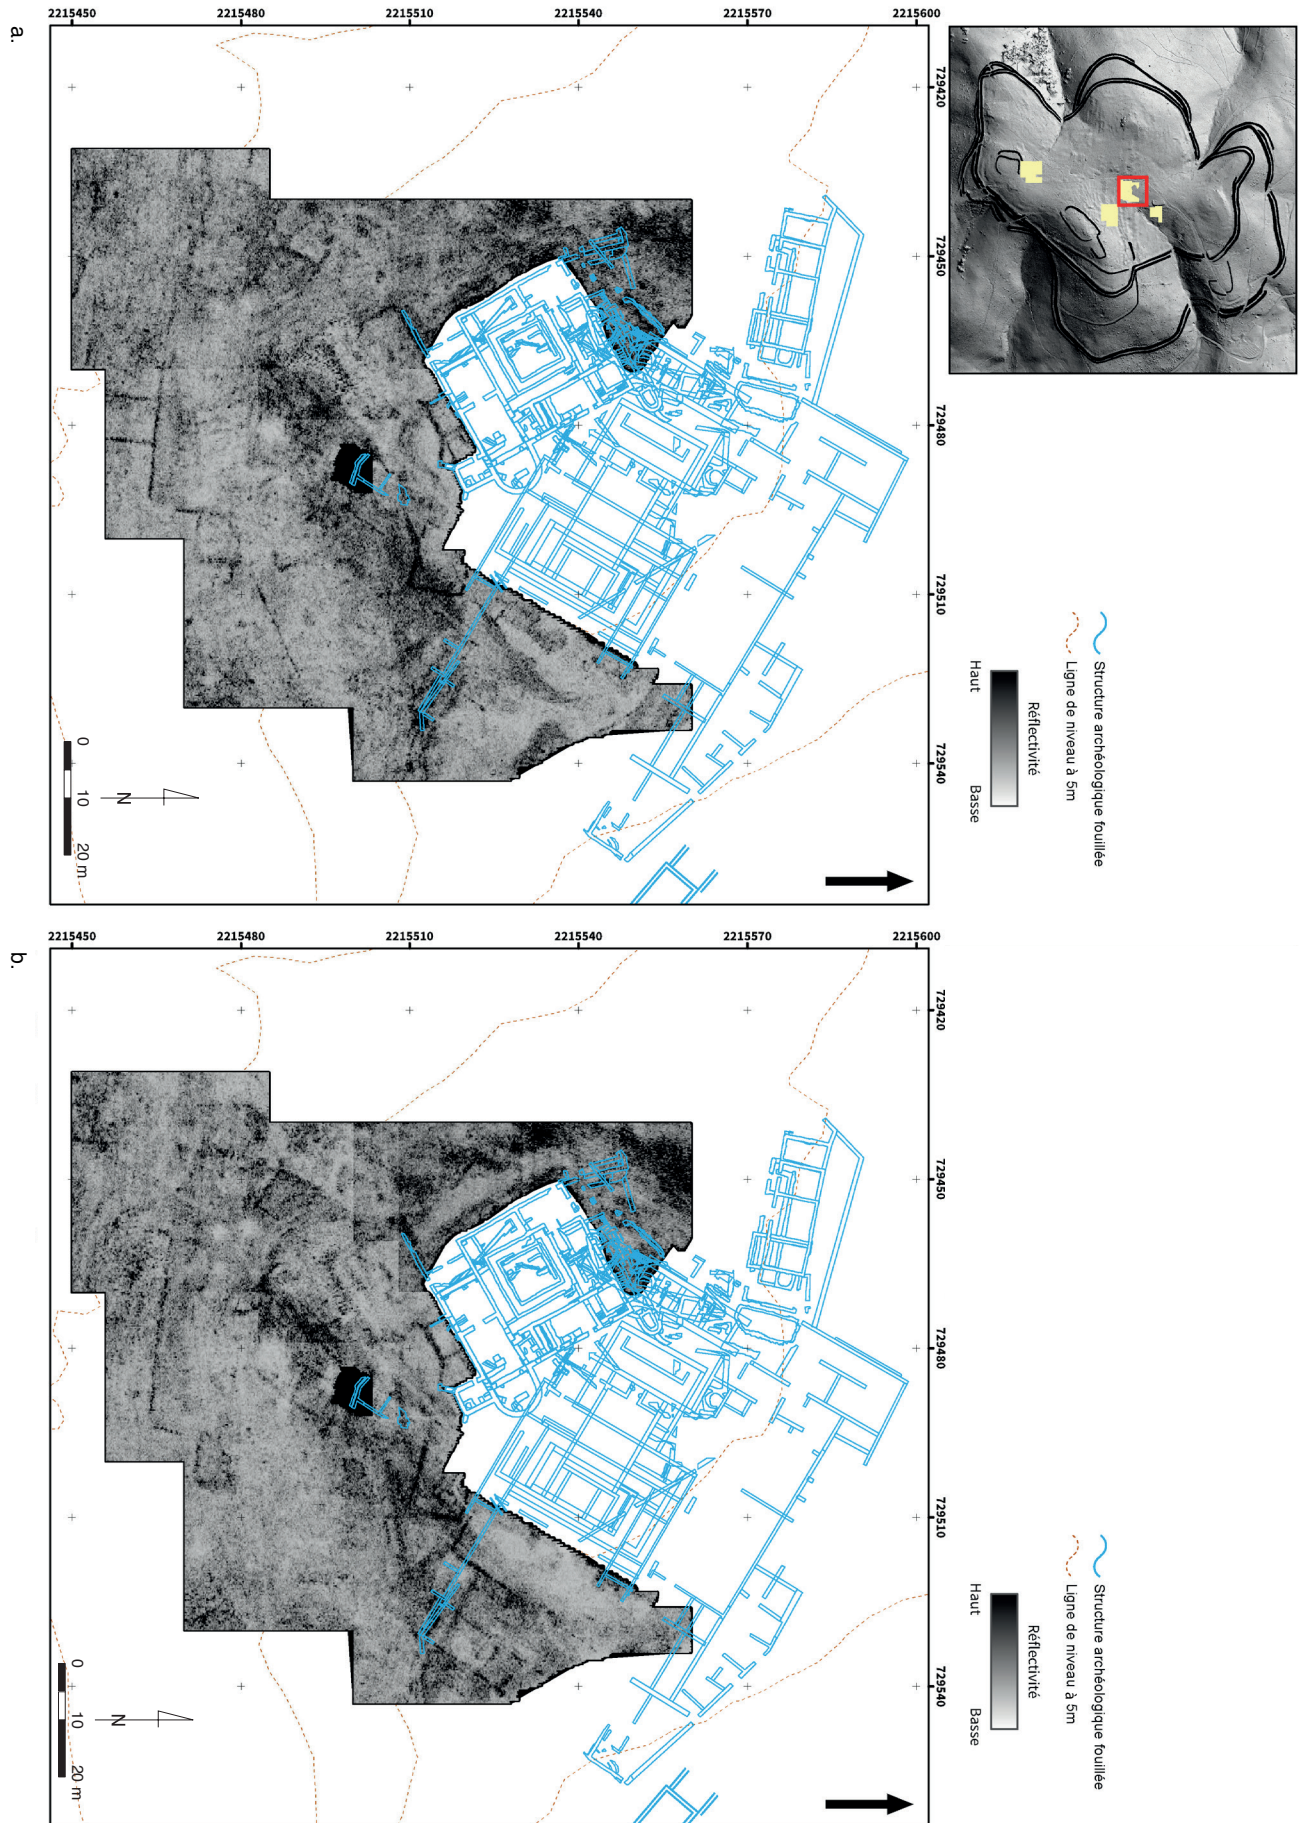 2215450
2215480
2215510
2215540
2215570
2215600
729420
729450
729480
729510
729540
Structure archéologique fouillée
Ligne de niveau à 5m
Réflectivité
Haut
Basse
0
10
20 m
N
a.
2215450
2215480
2215510
2215540
2215570
2215600
729420
729450
729480
729510
729540
Structure archéologique fouillée
Ligne de niveau à 5m
Réflectivité
Haut
Basse
0
10
20 m
N
b.